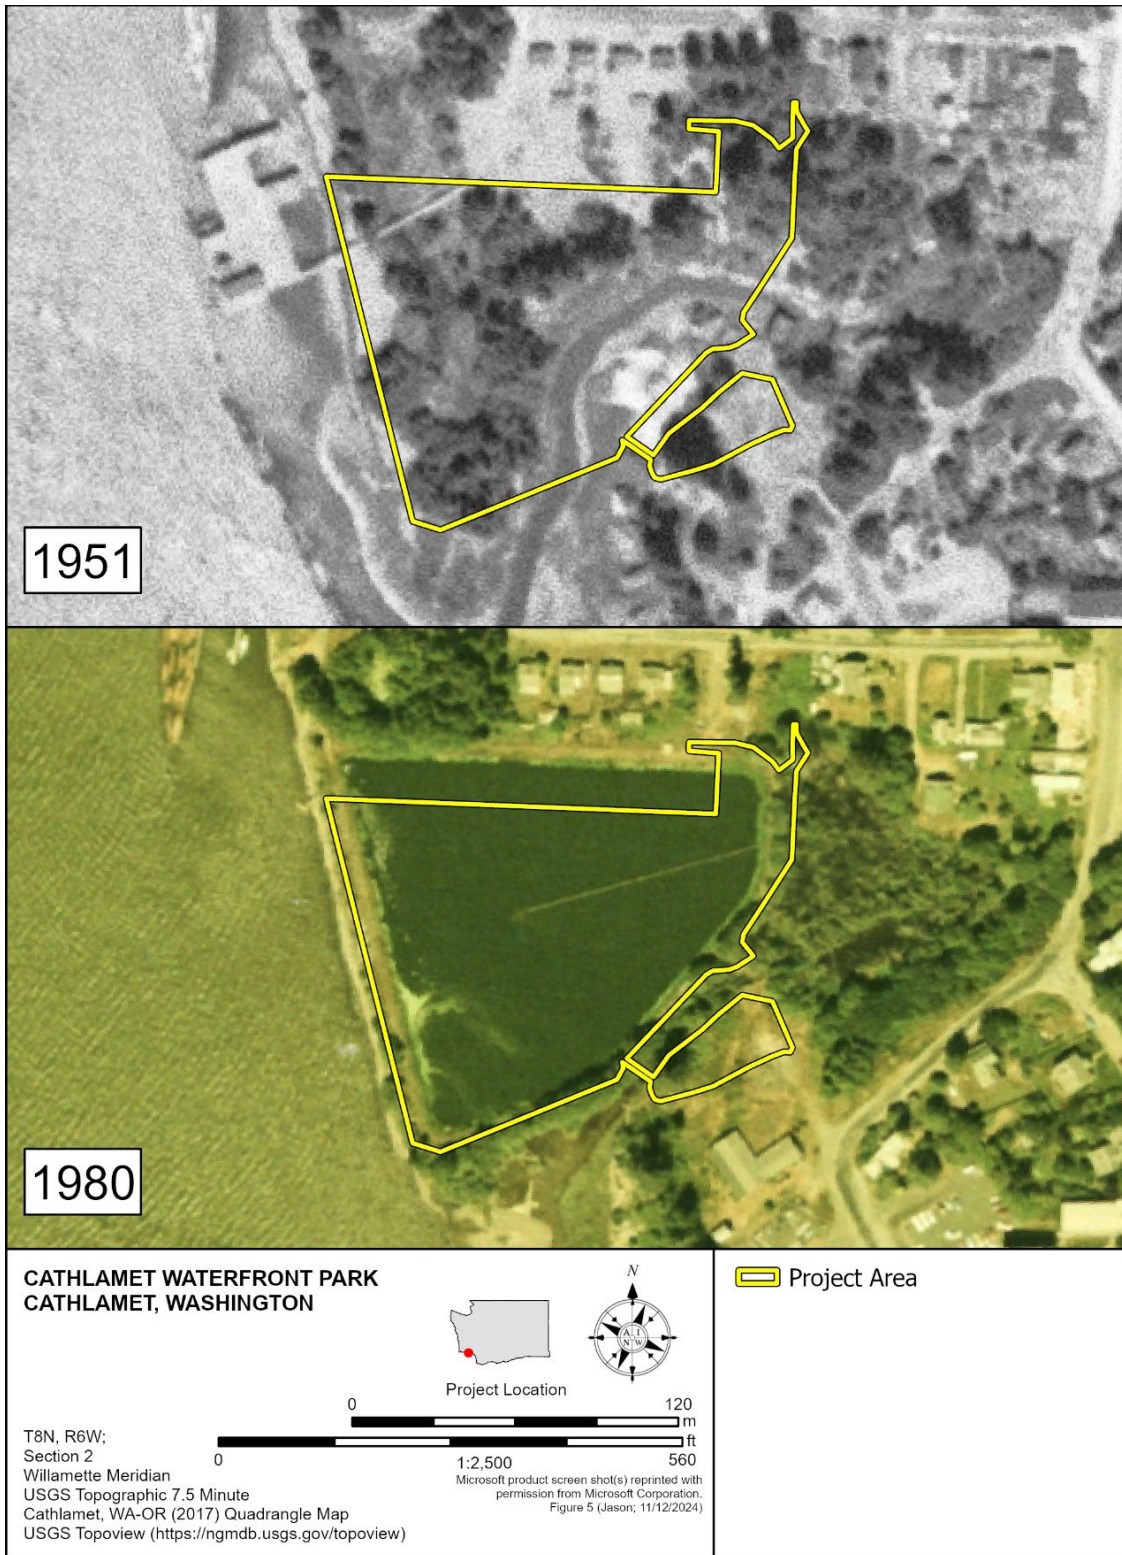 1951
1980
CATHLAMET WATERFRONT PARK
CATHLAMET, WASHINGTON
N
A I
N W
Project Location
0 120
m
ft
0 560
1:2,500
T8N, R6W;
Section 2
Willamette Meridian
USGS Topographic 7.5 Minute
Cathlamet, WA-OR (2017) Quadrangle Map
USGS Topoview (https://ngmdb.usgs.gov/topoview)
Microsoft product screen shot(s) reprinted with
permission from Microsoft Corporation.
Figure 5 (Jason; 11/12/2024)
Project Area